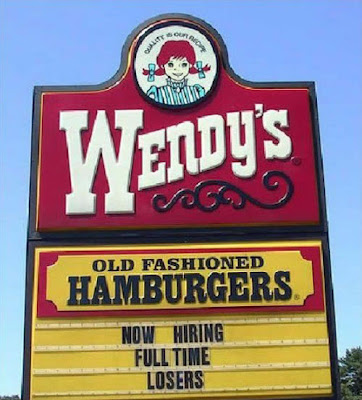 QUALITY IS OUR RECIPE
WENDY'S
OLD FASHIONED
HAMBURGERS
NOW HIRING
FULL TIME
LOSERS